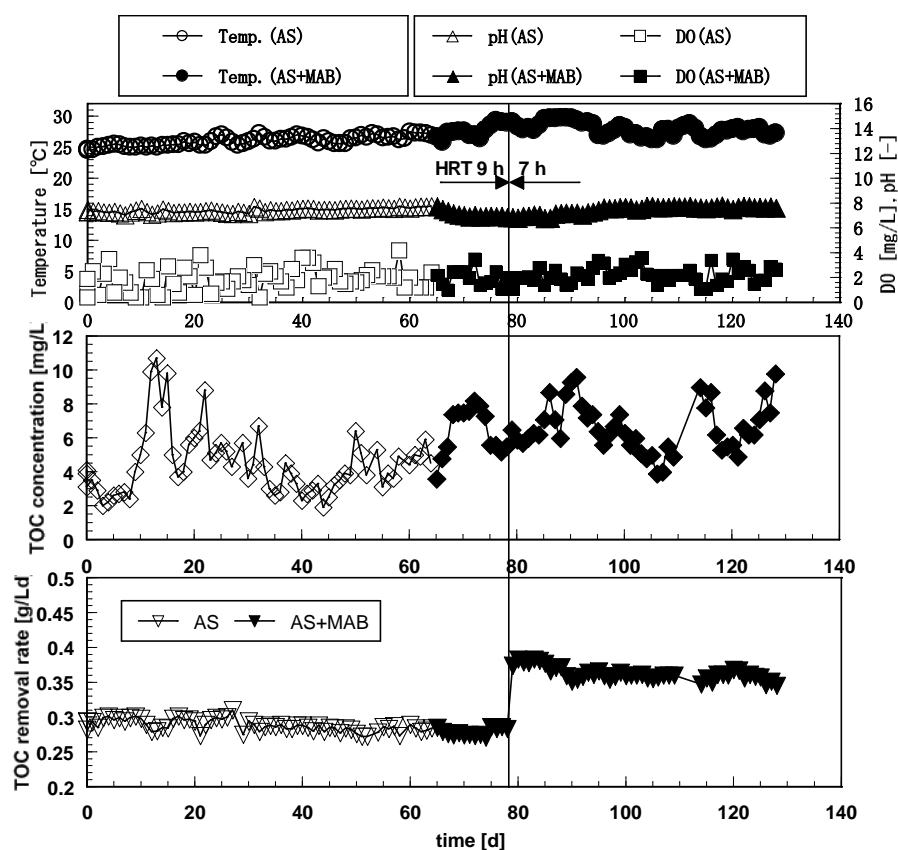 Temp.(AS) pH(AS) DO(AS)
Temp.(AS+MAB) pH(AS+MAB) DO(AS+MAB)
Temperature [℃]
30
25
20
15
10
5
0
HRT 9 h 7 h
16
14
12
10
8
6
4
2
0
DO [mg/L].pH [-]
0 20 40 60 80 100 120 140
TOC concentration [mg/L]
12
10
8
6
4
2
0
0 20 40 60 80 100 120 140
TOC removal rate [g/Ld]
0.5
0.45
0.4
0.35
0.3
0.25
0.2
AS AS+MAB
0 20 40 60 80 100 120 140
time [d]